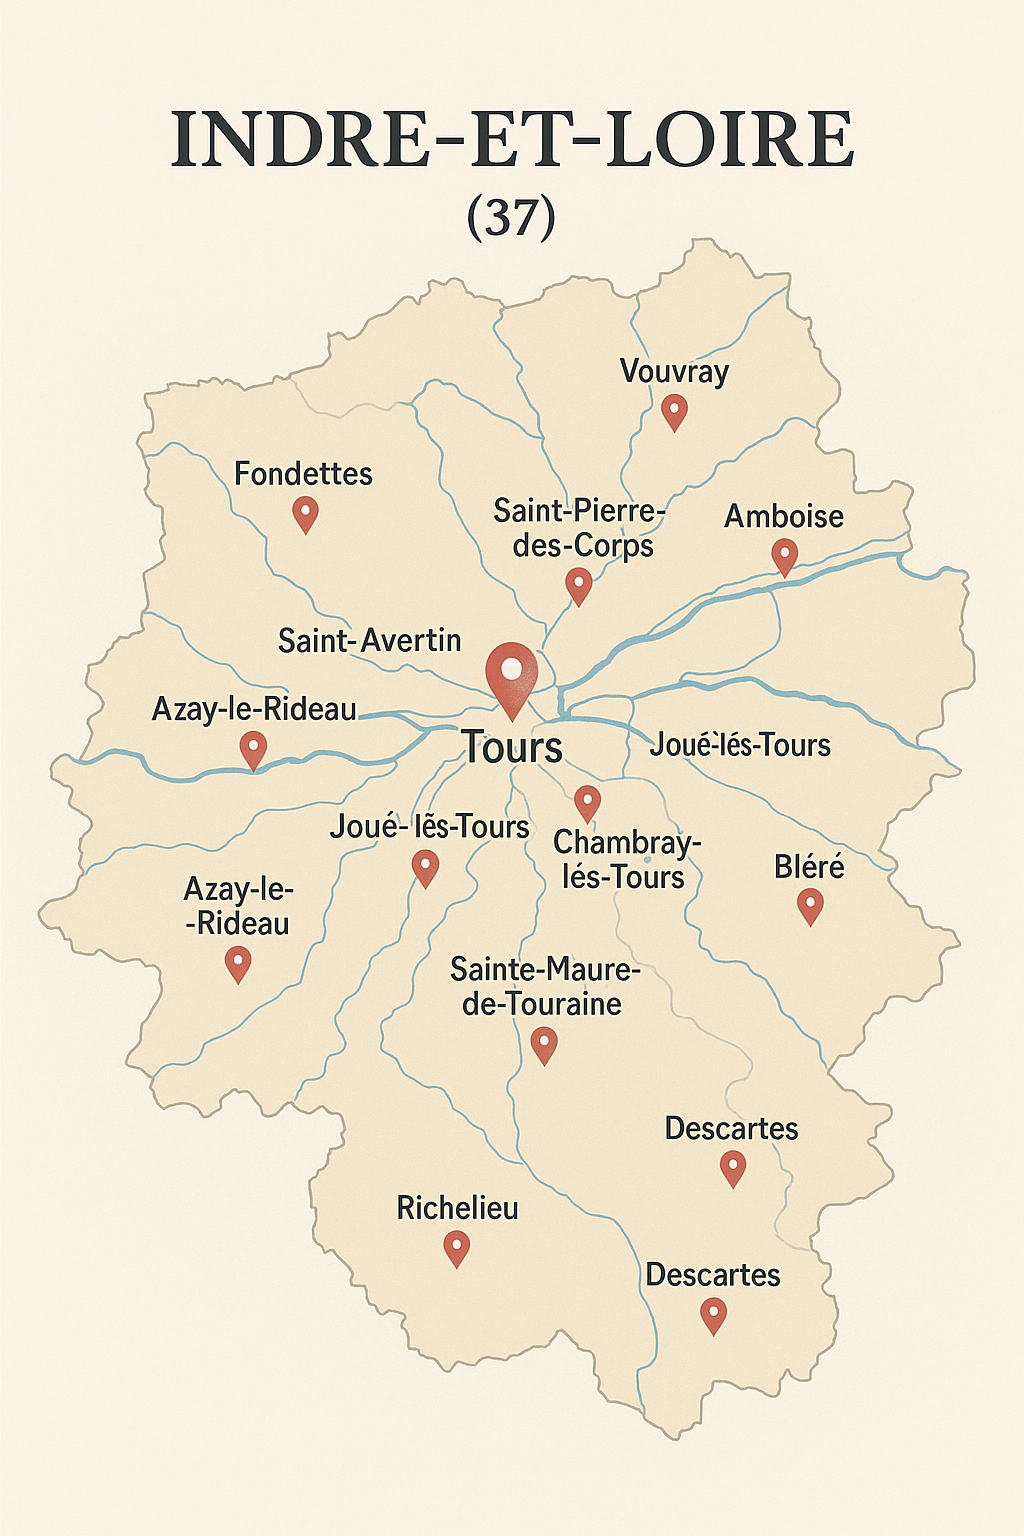 INDRE-ET-LOIRE
(37)
Vouvray
Fondettes
Saint-Pierre-
des-Corps
Amboise
Saint-Avertin
Azay-le-Rideau
Tours
Joué-lés-Tours
Joué-lẽs-Tours
Chambray-
lés-Tours
Bléré
Azay-le-
-Rideau
Sainte-Maure-
de-Touraine
Descartes
Richelieu
Descartes